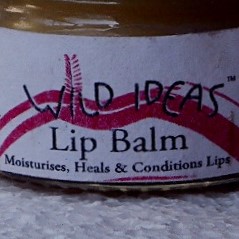 WILD IDEAS™
Lip Balm
Moisturises, Heals & Conditions Lips